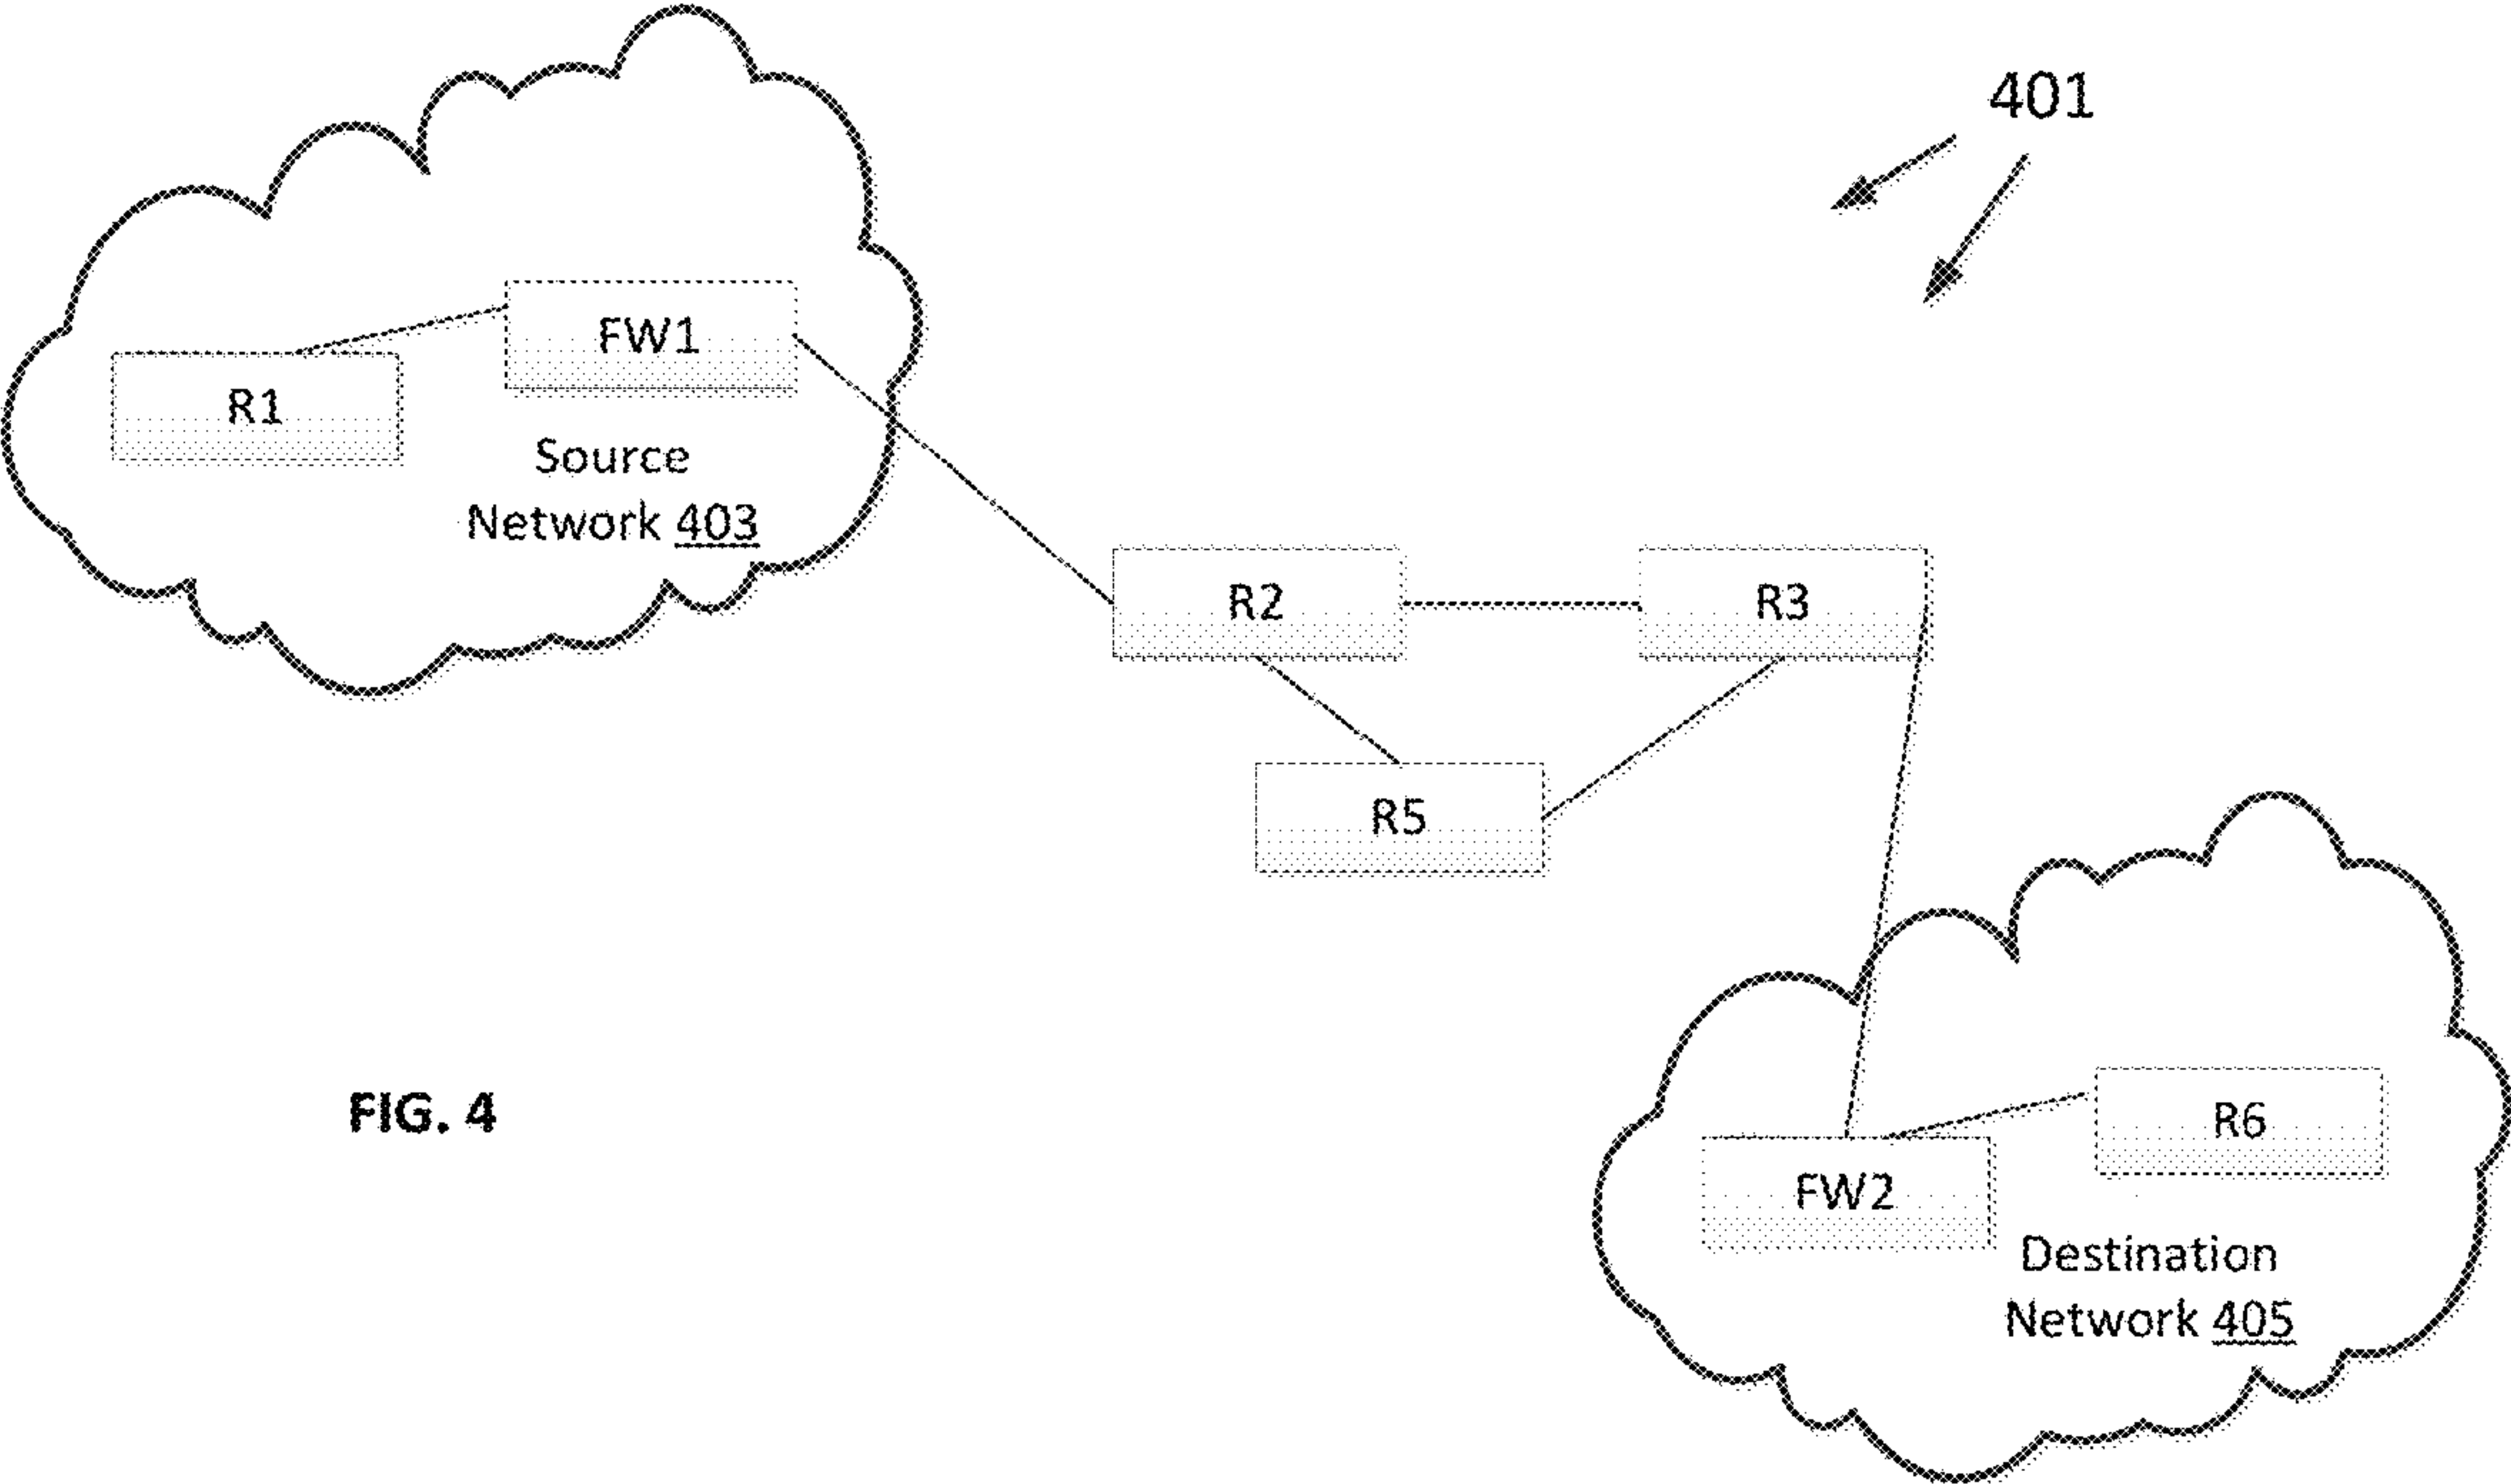 401
FW1
R1
Source
Network 403
R2
R3
R5
FIG. 4
R6
FW2
Destination
Network 405